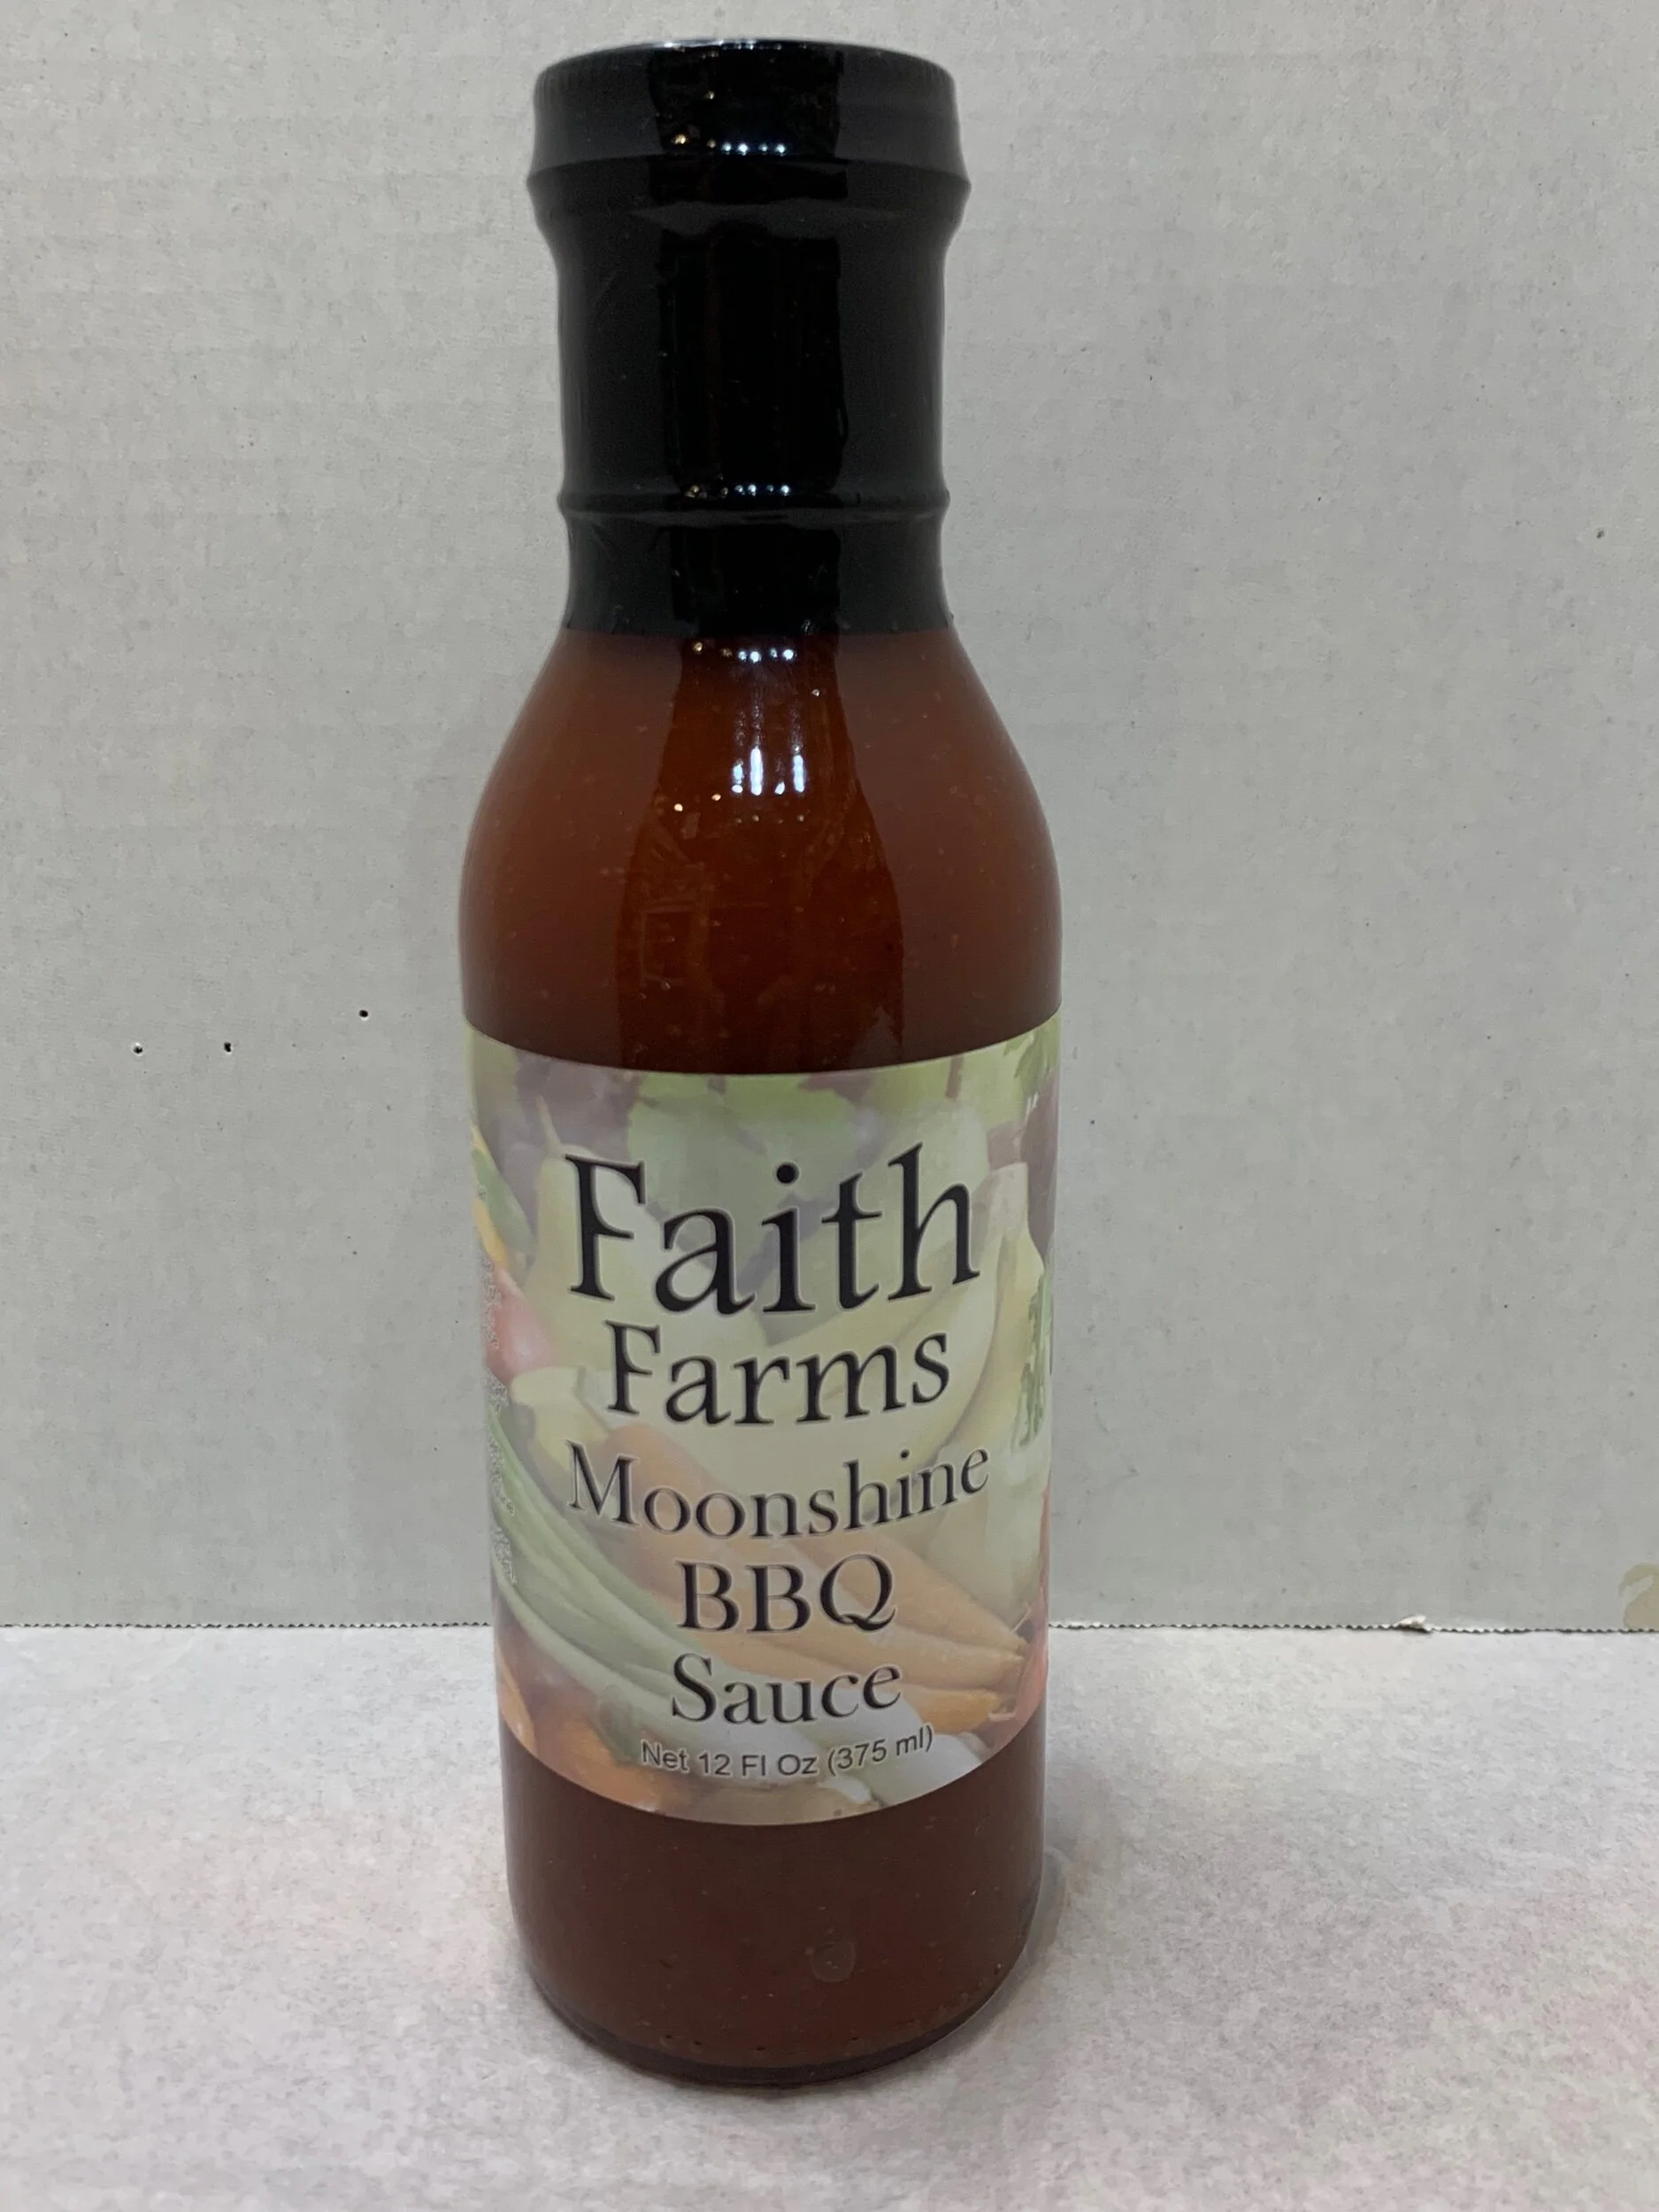 Faith
Farms
Moonshine
BBQ
Sauce
Net 12 Fl Oz (375 ml)